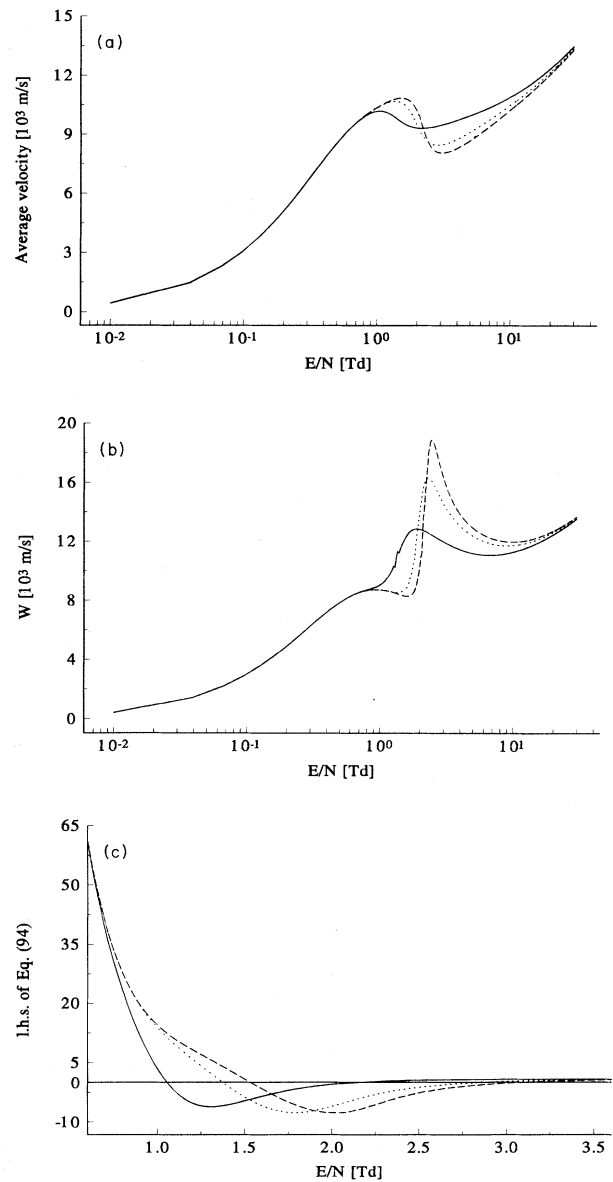 (a)
Average velocity [10³ m/s]
15
12
9
6
3
0
10⁻² 10⁻¹ 10⁰ 10¹
E/N [Td]
(b)
W [10³ m/s]
20
16
12
8
4
0
10⁻² 10⁻¹ 10⁰ 10¹
E/N [Td]
(c)
l.h.s. of Eq. (94)
65
50
35
20
5
0
-10
1.0 1.5 2.0 2.5 3.0 3.5
E/N [Td]